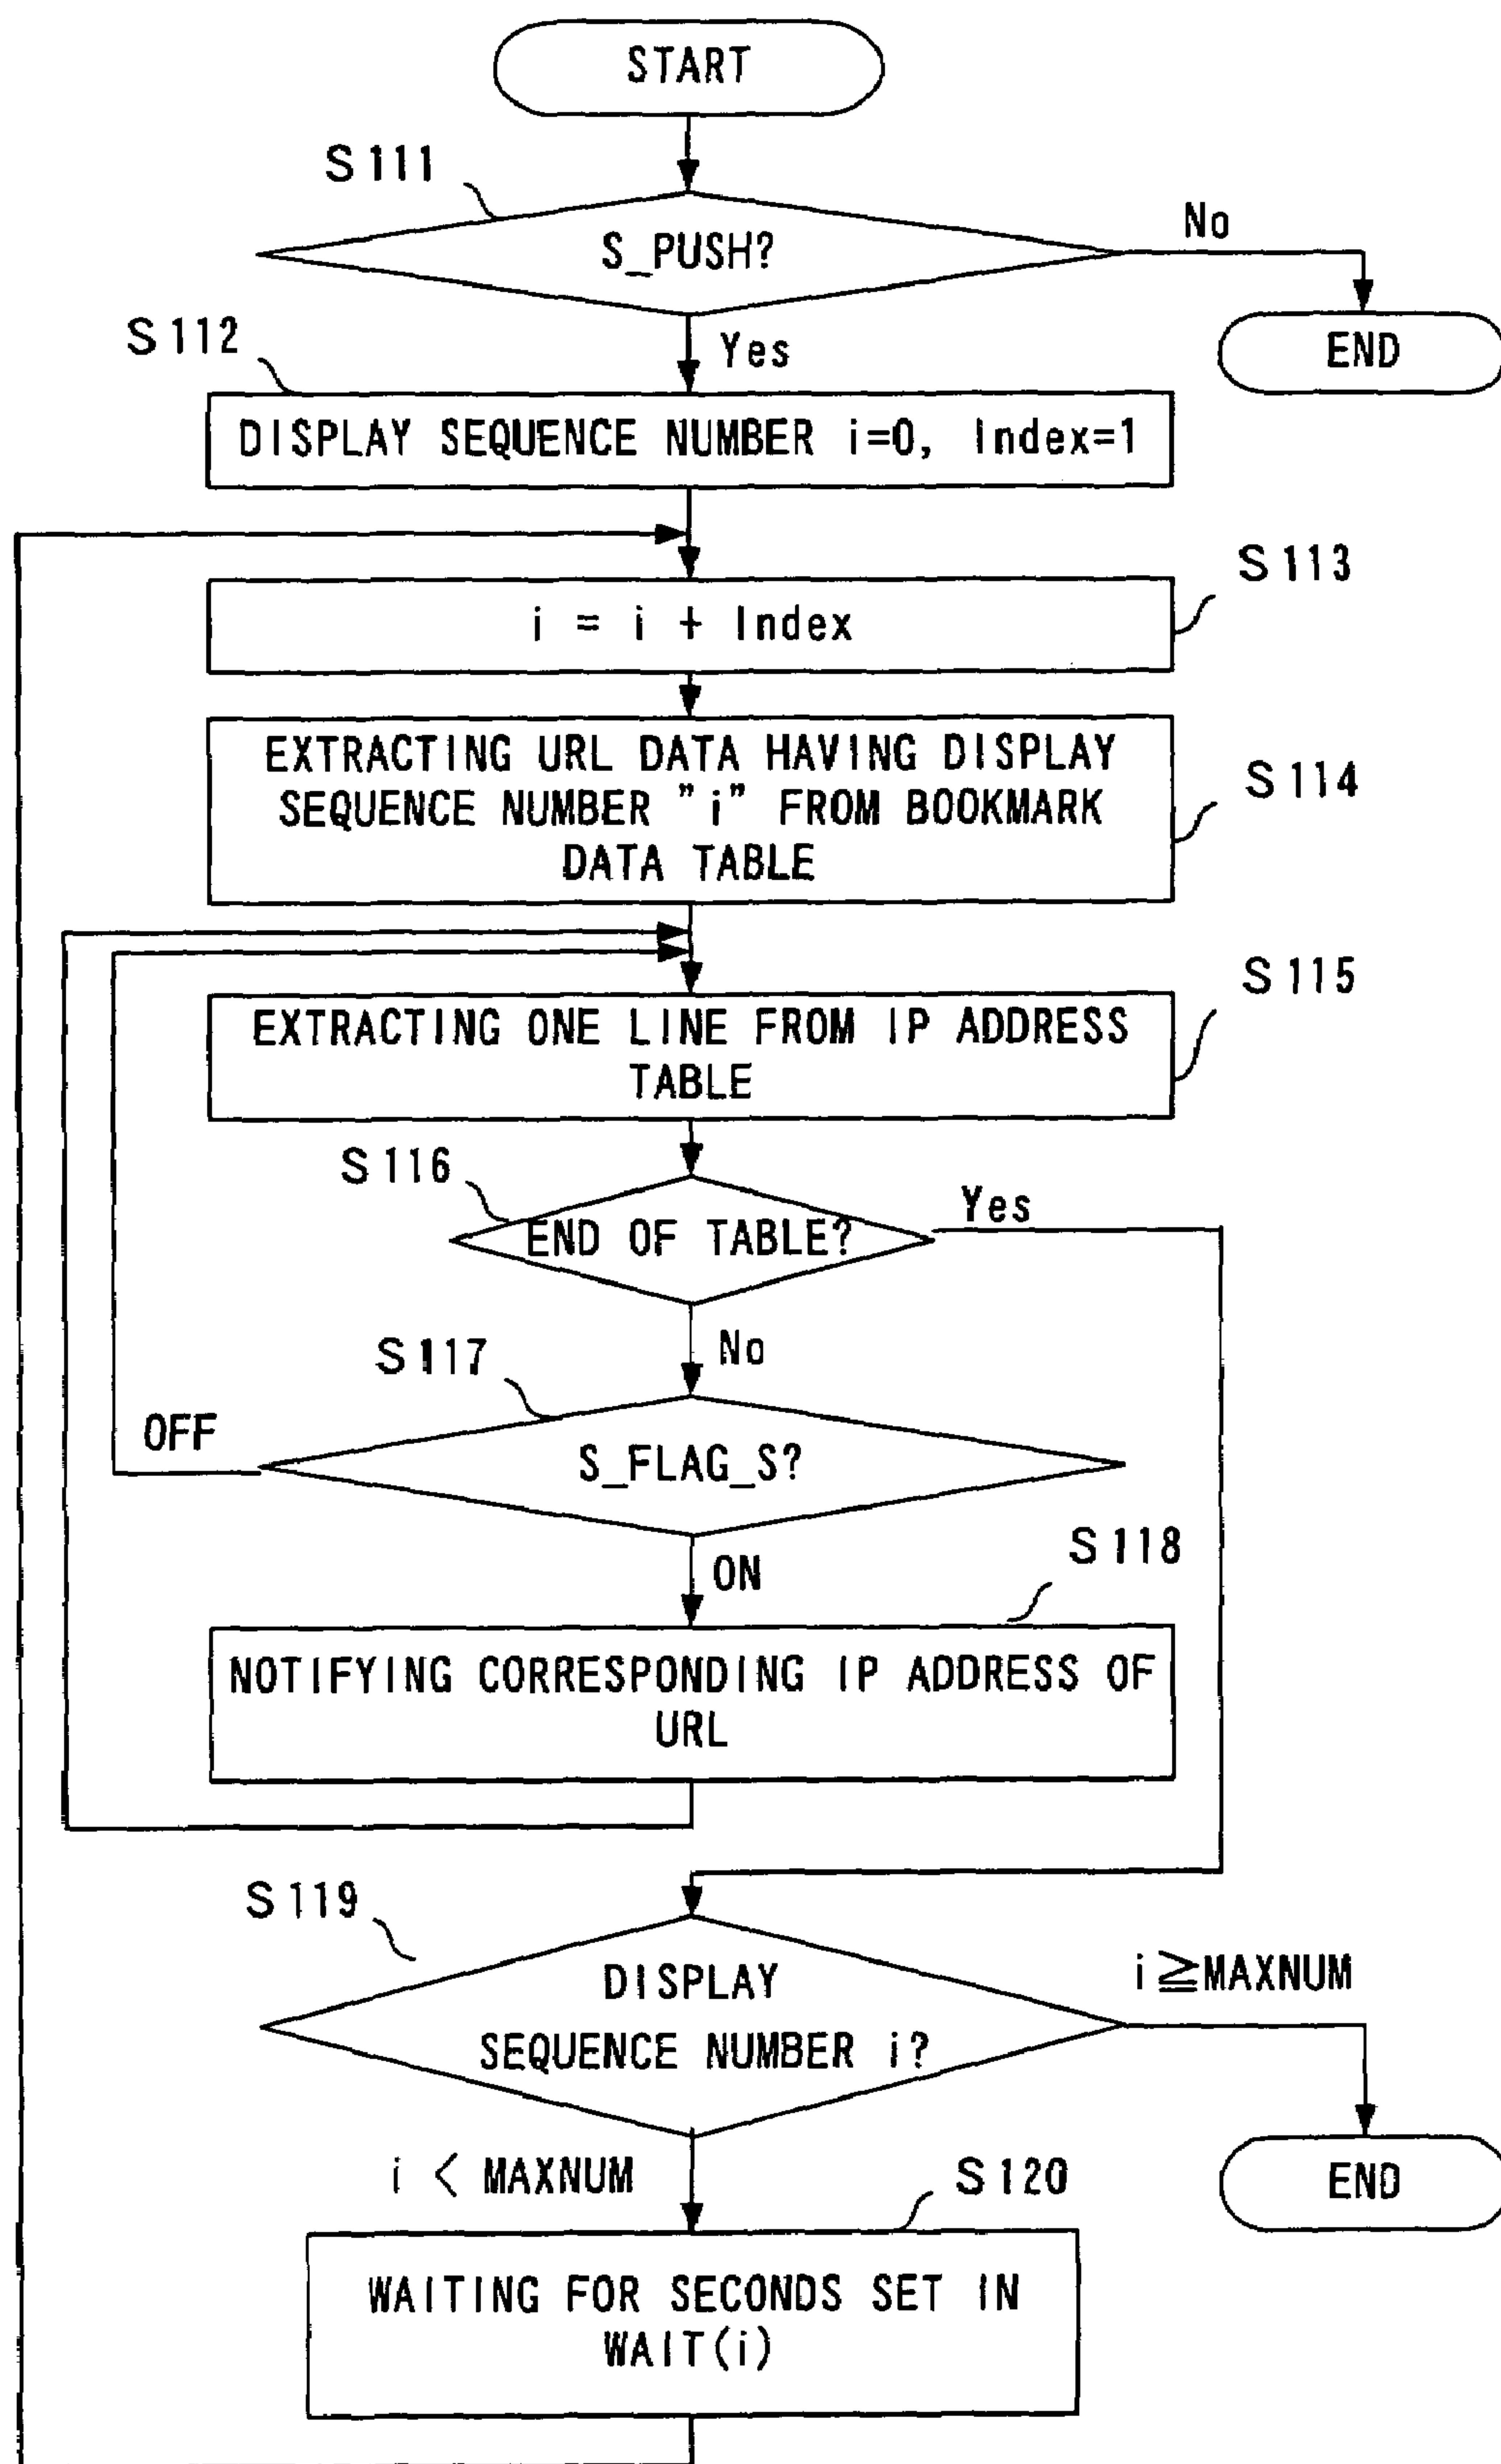 START
S111
S_PUSH?
No
END
S112
Yes
DISPLAY SEQUENCE NUMBER i=0, Index=1
S113
i = i + Index
EXTRACTING URL DATA HAVING DISPLAY
SEQUENCE NUMBER "i" FROM BOOKMARK
DATA TABLE
S114
S115
EXTRACTING ONE LINE FROM IP ADDRESS
TABLE
S116
END OF TABLE?
Yes
No
S117
OFF
S_FLAG_S?
ON
S118
NOTIFYING CORRESPONDING IP ADDRESS OF
URL
S119
DISPLAY
SEQUENCE NUMBER i?
i≧MAXNUM
END
i < MAXNUM
S120
WAITING FOR SECONDS SET IN
WAIT(i)